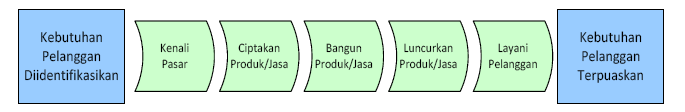 Kebutuhan
Pelanggan
Diidentifikasikan
Kenali
Pasar
Ciptakan
Produk/Jasa
Bangun
Produk/Jasa
Luncurkan
Produk/Jasa
Layani
Pelanggan
Kebutuhan
Pelanggan
Terpuaskan